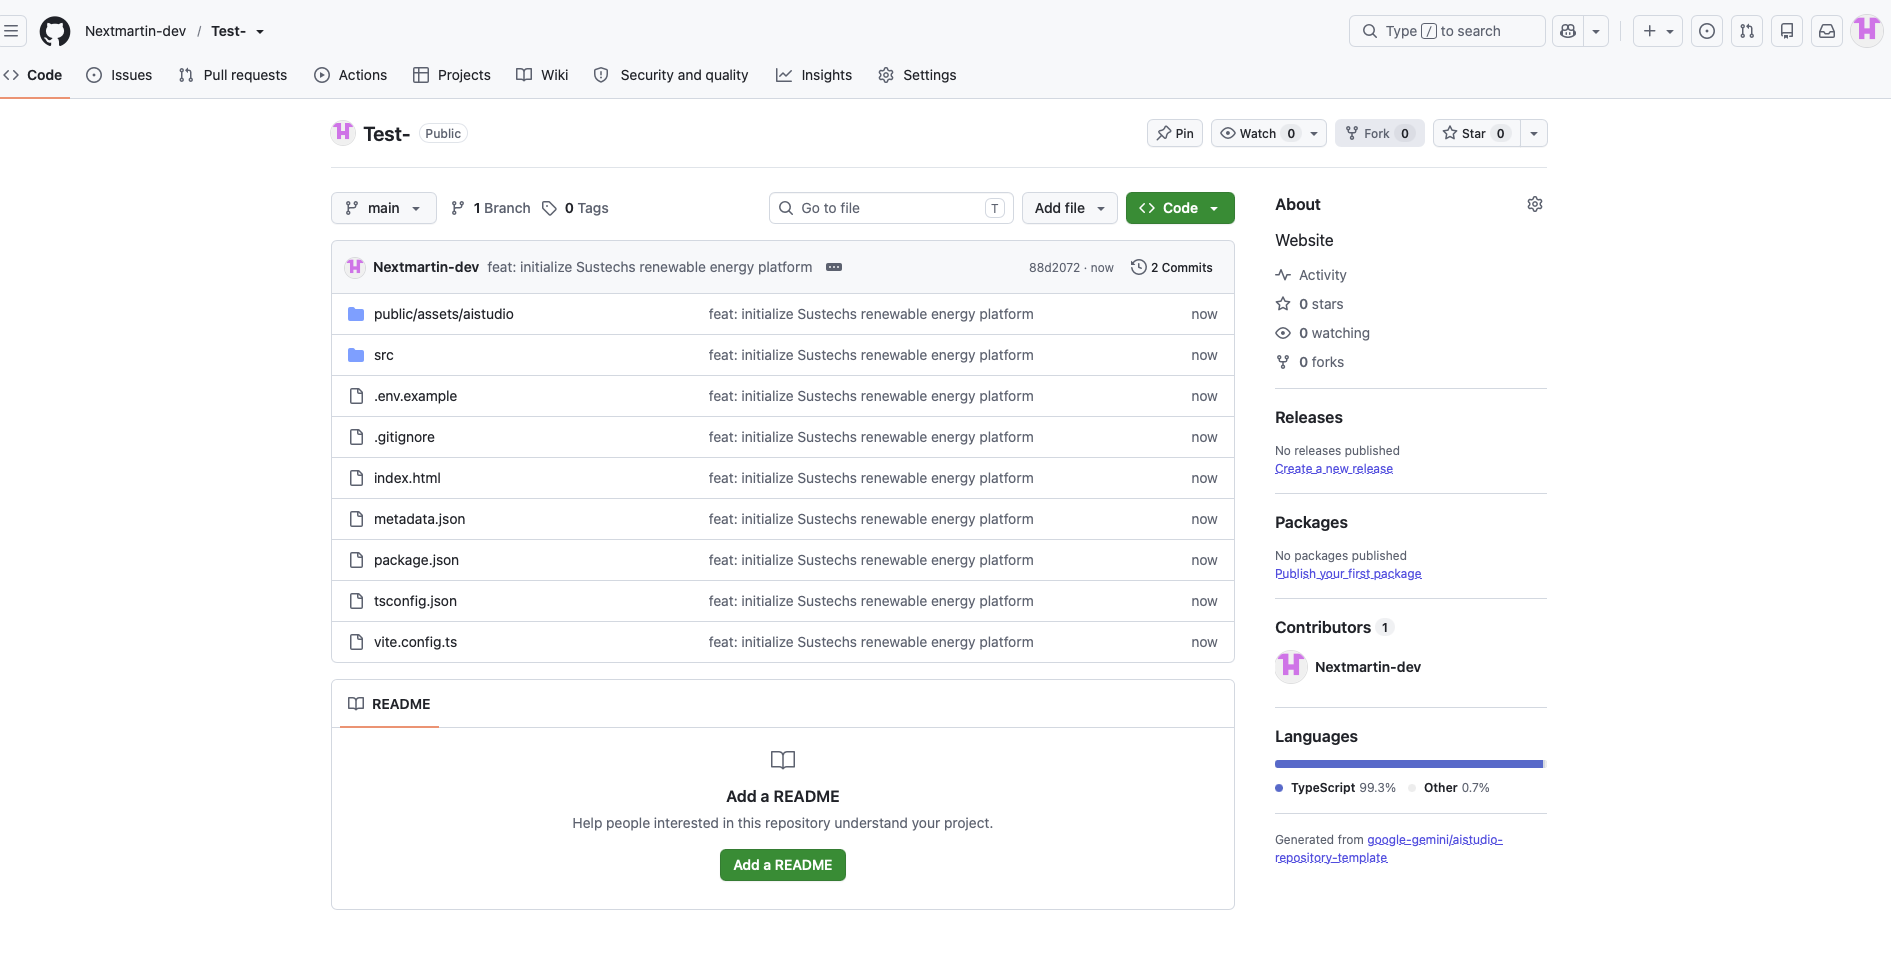 Nextmartin-dev / Test-
Type / to search
Code Issues Pull requests Actions Projects Wiki Security and quality Insights Settings
Test- Public
Pin Watch 0 Fork 0 Star 0
main 1 Branch 0 Tags Go to file T Add file Code
Nextmartin-dev feat: initialize Sustechs renewable energy platform 88d2072 · now 2 Commits
public/assets/aistudio feat: initialize Sustechs renewable energy platform now
src feat: initialize Sustechs renewable energy platform now
.env.example feat: initialize Sustechs renewable energy platform now
.gitignore feat: initialize Sustechs renewable energy platform now
index.html feat: initialize Sustechs renewable energy platform now
metadata.json feat: initialize Sustechs renewable energy platform now
package.json feat: initialize Sustechs renewable energy platform now
tsconfig.json feat: initialize Sustechs renewable energy platform now
vite.config.ts feat: initialize Sustechs renewable energy platform now
README
Add a README
Help people interested in this repository understand your project.
Add a README
About
Website
Activity
0 stars
0 watching
0 forks
Releases
No releases published
Create a new release
Packages
No packages published
Publish your first package
Contributors 1
Nextmartin-dev
Languages
TypeScript 99.3% Other 0.7%
Generated from google-gemini/aistudio-
repository-template